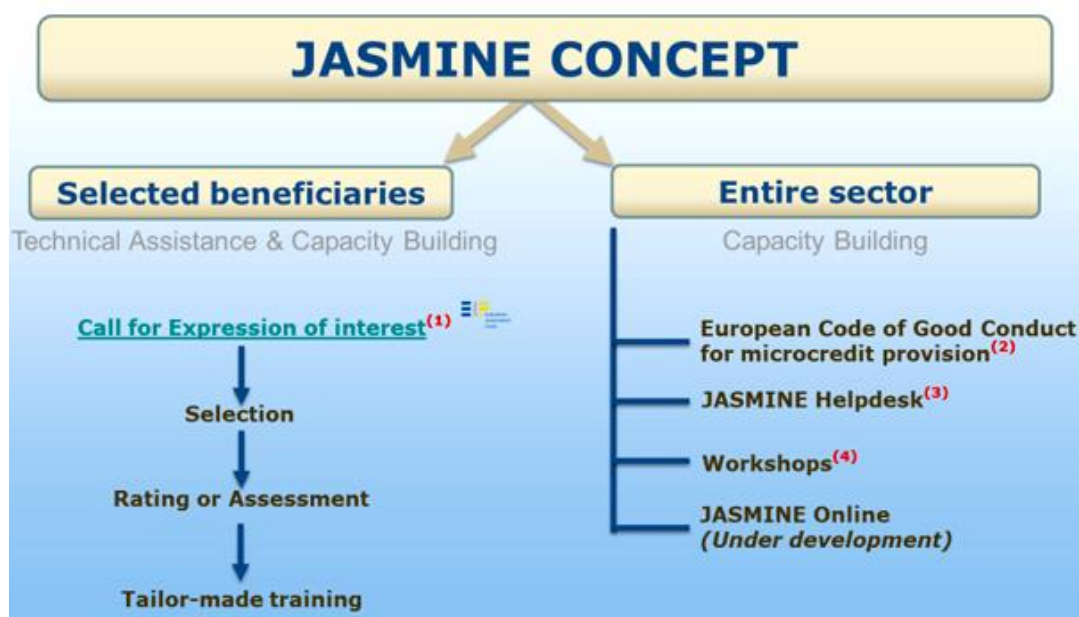 JASMINE CONCEPT
Selected beneficiaries
Technical Assistance & Capacity Building
Call for Expression of interest(1)
Selection
Rating or Assessment
Tailor-made training
Entire sector
Capacity Building
European Code of Good Conduct
for microcredit provision(2)
JASMINE Helpdesk(3)
Workshops(4)
JASMINE Online
(Under development)